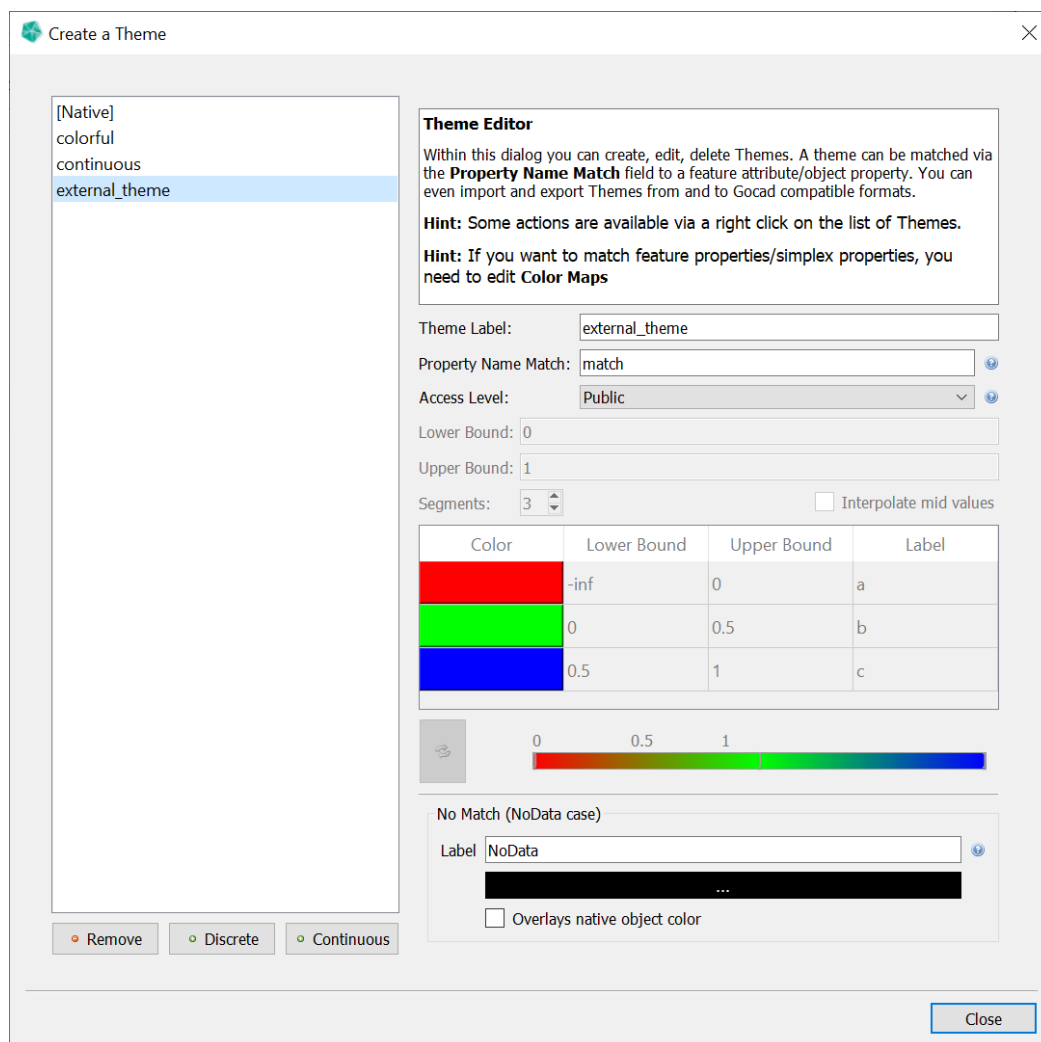 Create a Theme
[Native]
colorful
continuous
external_theme
Remove
Discrete
Continuous
Theme Editor
Within this dialog you can create, edit, delete Themes. A theme can be matched via
the Property Name Match field to a feature attribute/object property. You can
even import and export Themes from and to Gocad compatible formats.
Hint: Some actions are available via a right click on the list of Themes.
Hint: If you want to match feature properties/simplex properties, you
need to edit Color Maps
Theme Label: external_theme
Property Name Match: match
Access Level: Public
Lower Bound: 0
Upper Bound: 1
Segments: 3 Interpolate mid values
Color Lower Bound Upper Bound Label
-inf 0 a
0 0.5 b
0.5 1 c
0 0.5 1
No Match (NoData case)
Label NoData
...
Overlays native object color
Close